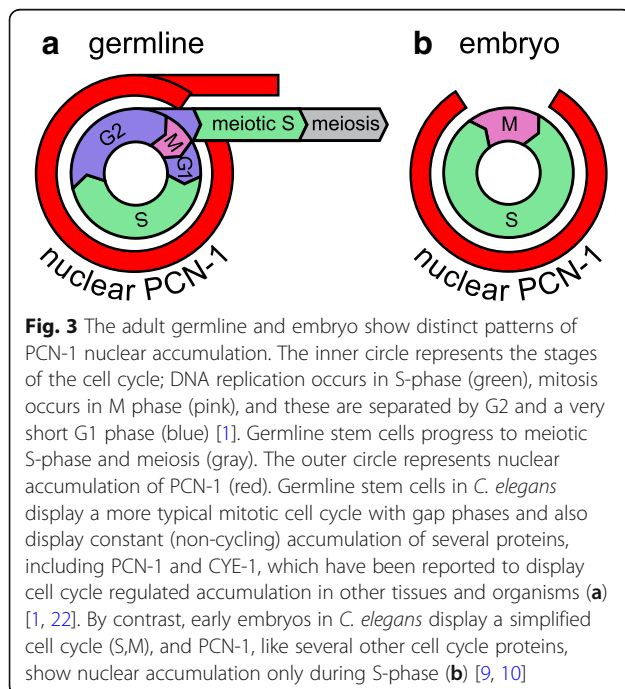 a germline
b embryo
G2
M
G1
S
meiotic S
meiosis
nuclear PCN-1
M
S
nuclear PCN-1
Fig. 3 The adult germline and embryo show distinct patterns of
PCN-1 nuclear accumulation. The inner circle represents the stages
of the cell cycle; DNA replication occurs in S-phase (green), mitosis
occurs in M phase (pink), and these are separated by G2 and a very
short G1 phase (blue) [1]. Germline stem cells progress to meiotic
S-phase and meiosis (gray). The outer circle represents nuclear
accumulation of PCN-1 (red). Germline stem cells in C. elegans
display a more typical mitotic cell cycle with gap phases and also
display constant (non-cycling) accumulation of several proteins,
including PCN-1 and CYE-1, which have been reported to display
cell cycle regulated accumulation in other tissues and organisms (a)
[1, 22]. By contrast, early embryos in C. elegans display a simplified
cell cycle (S,M), and PCN-1, like several other cell cycle proteins,
show nuclear accumulation only during S-phase (b) [9, 10]